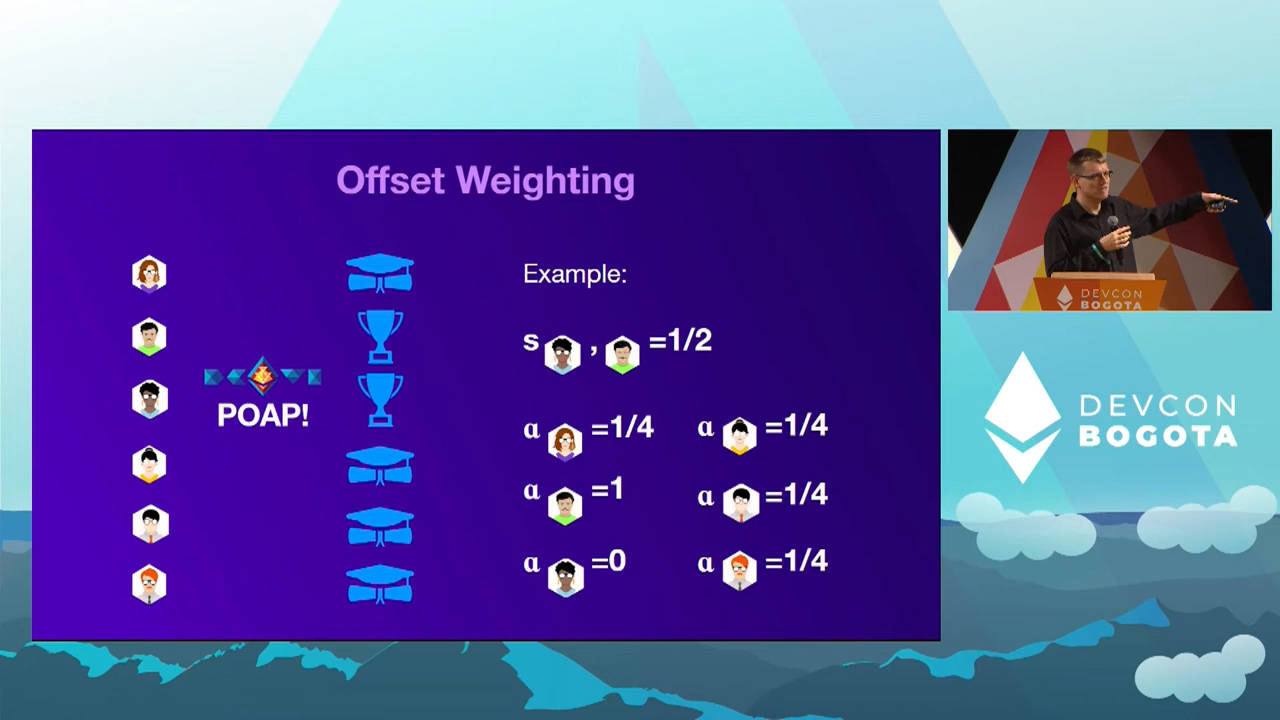 Offset Weighting
POAP!
Example:
s , =1/2
α =1/4 α =1/4
α =1 α =1/4
α =0 α =1/4
DEVCON
BOGOTA
DEVCON
BOGOTA